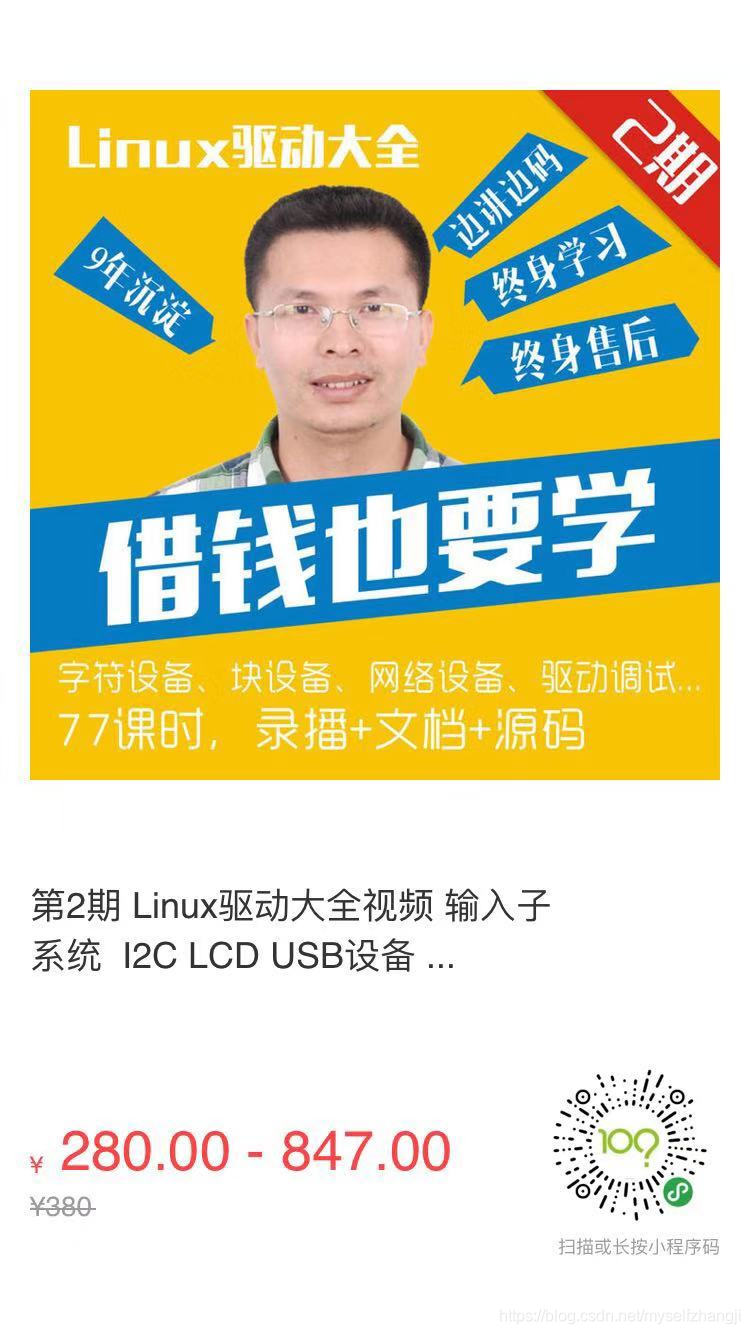 Linux驱动大全
2期
边讲边码
9年沉淀
终身学习
终身售后
借钱也要学
字符设备、块设备、网络设备、驱动调试...
77课时，录播+文档+源码
第2期 Linux驱动大全视频 输入子
系统 I2C LCD USB设备 ...
¥ 280.00 - 847.00
¥380
扫描或长按小程序码
https://blog.csdn.net/myselfzhangji